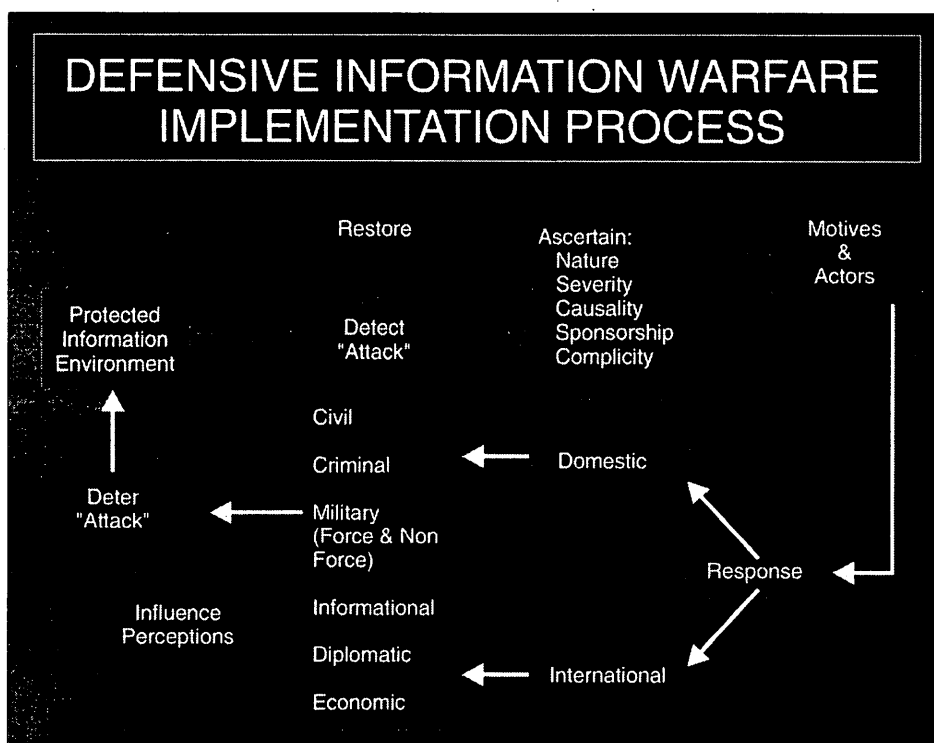 DEFENSIVE INFORMATION WARFARE
IMPLEMENTATION PROCESS
Restore
Ascertain:
Nature
Severity
Causality
Sponsorship
Complicity
Motives
&
Actors
Protected
Information
Environment
Detect
"Attack"
Civil
Criminal
Military
(Force & Non
Force)
Informational
Diplomatic
Economic
Domestic
International
Response
Deter
"Attack"
Influence
Perceptions